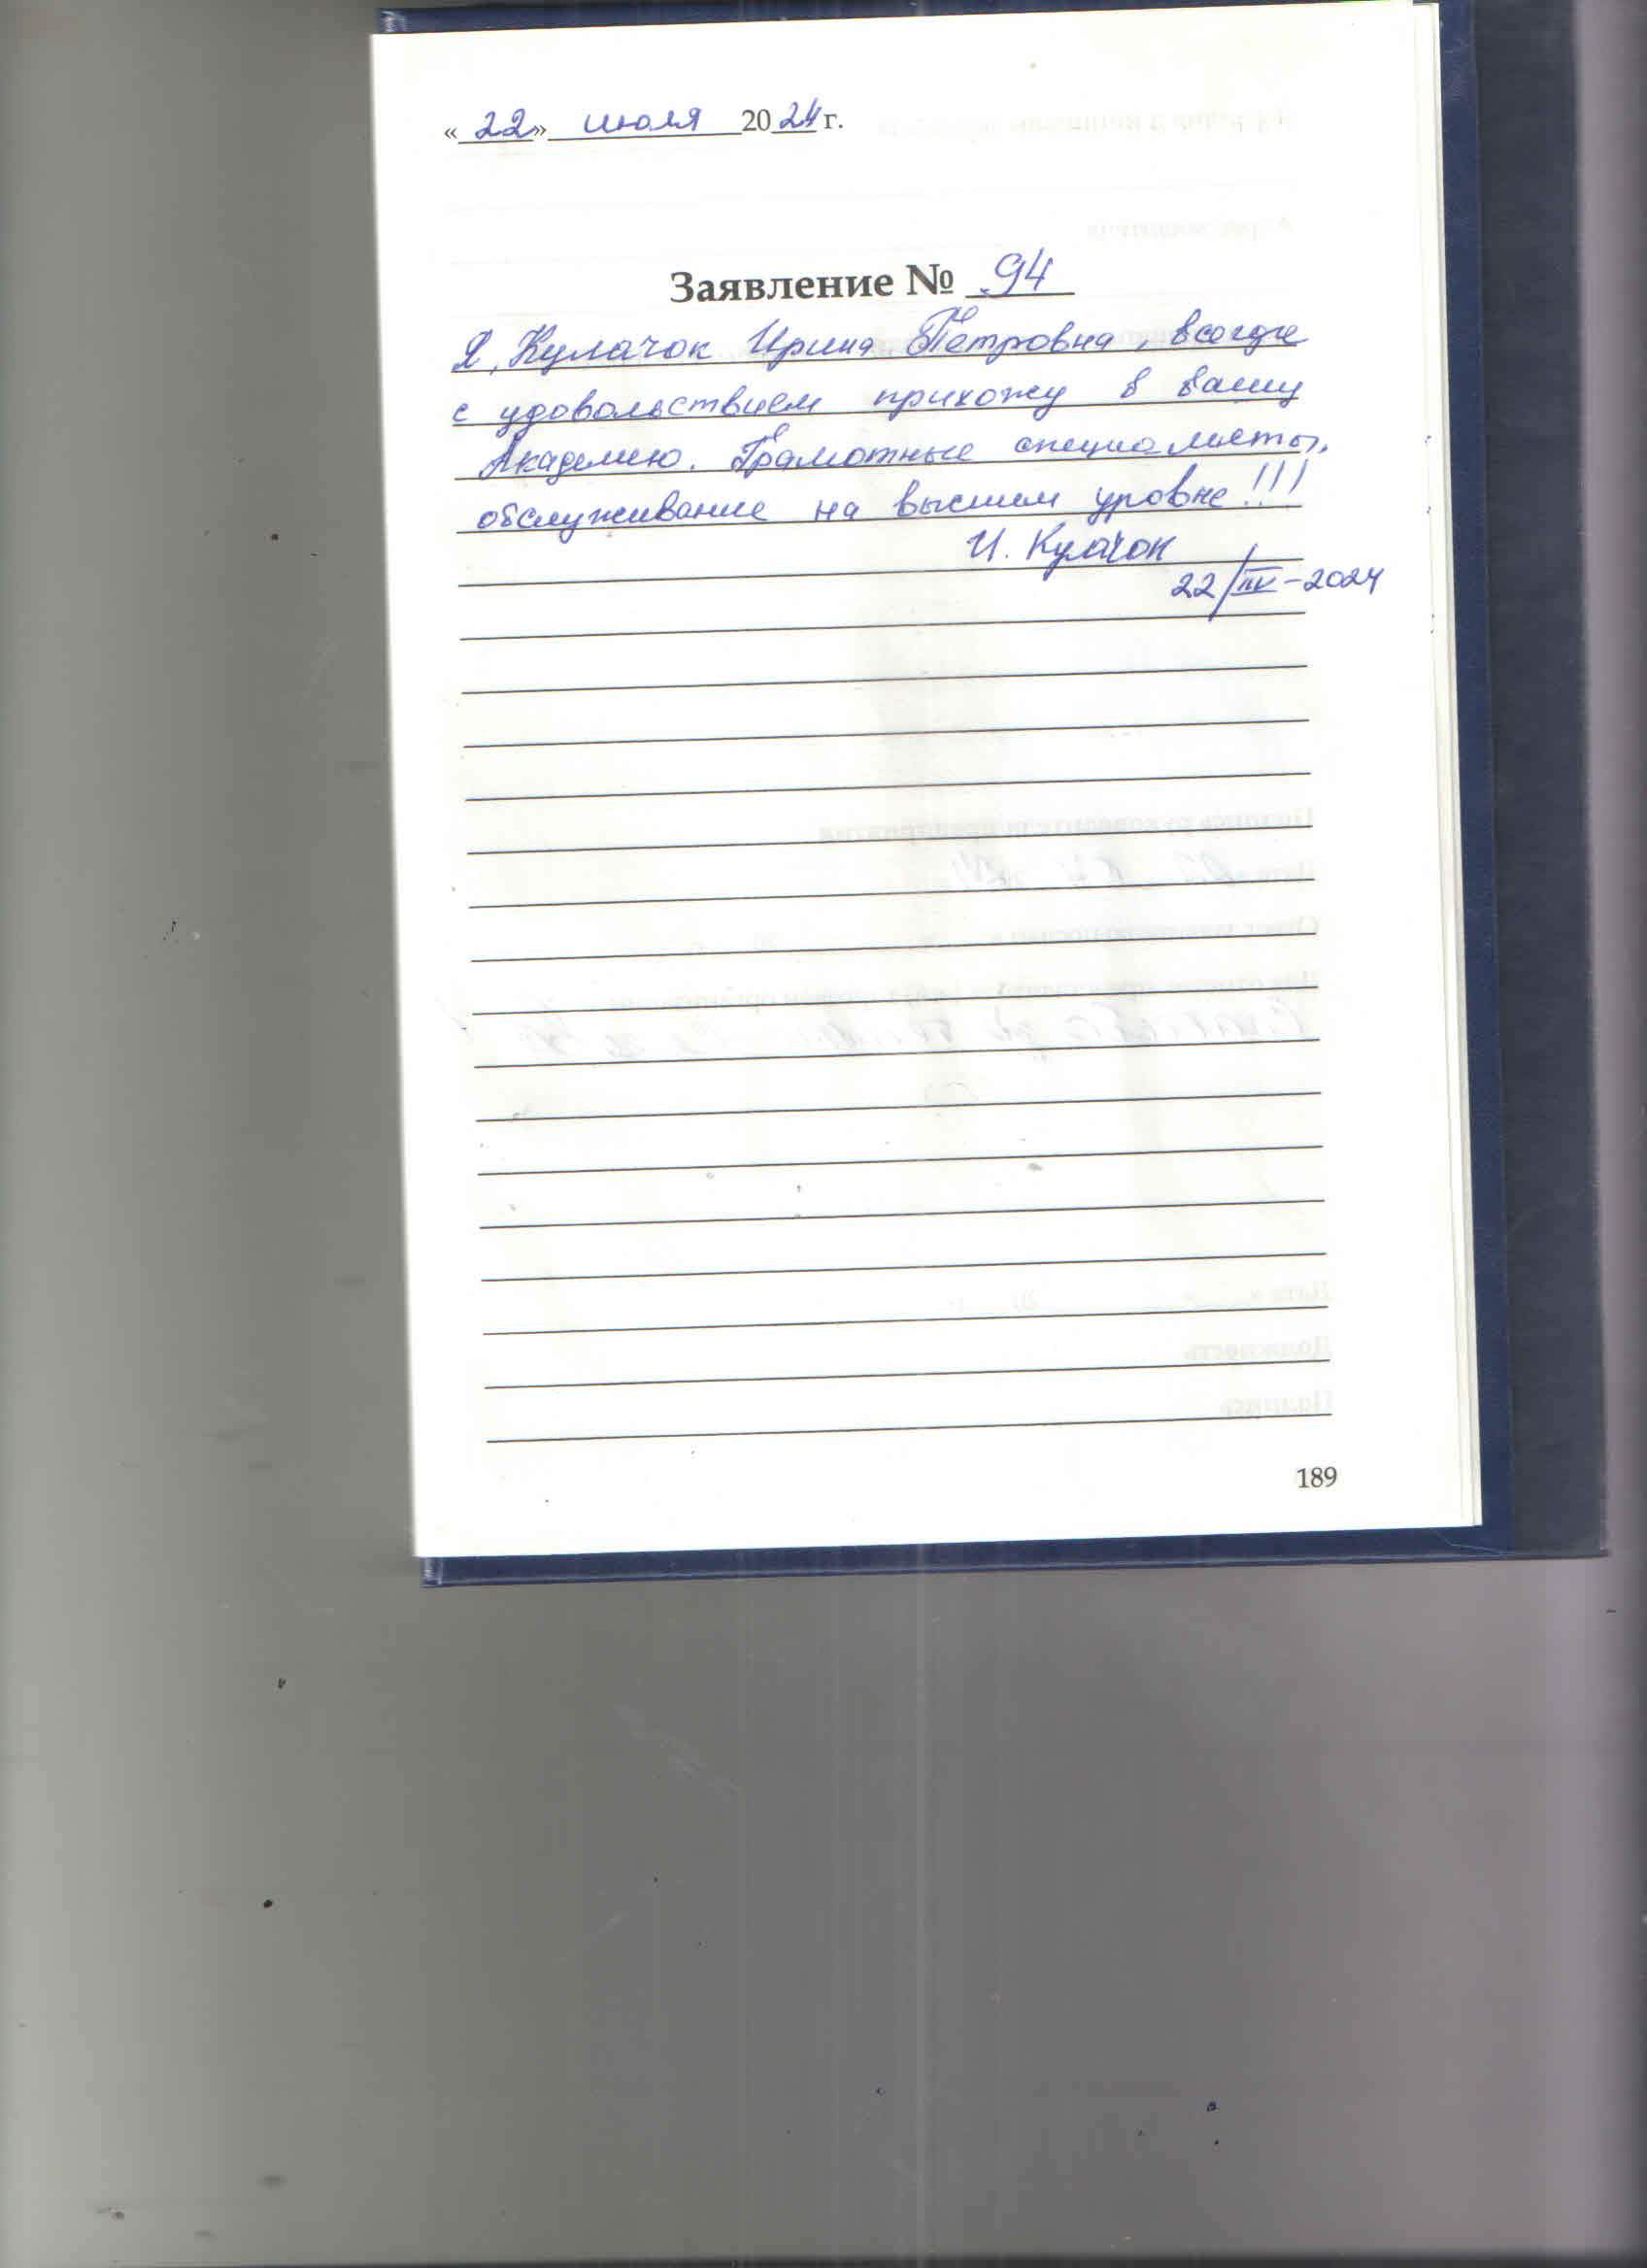 «22» июля 2024 г.
Заявление № 94
Я, Кулачок Ирина Петровна, всегда
с удовольствием прихожу в вашу
Академию. Грамотные специалисты,
обслуживание на высшем уровне!!!
И. Кулачок
22/ -2024
189